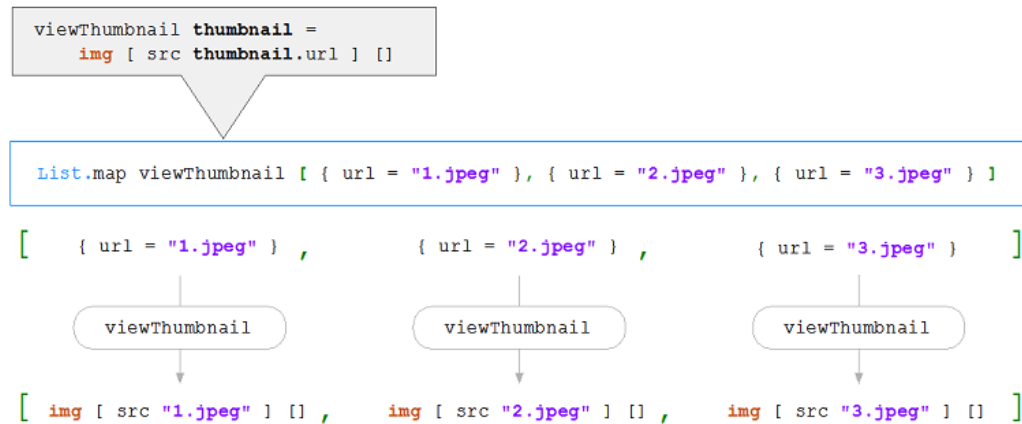 viewThumbnail thumbnail =
img [ src thumbnail.url ] []
List.map viewThumbnail [ { url = "1.jpeg" }, { url = "2.jpeg" }, { url = "3.jpeg" } ]
[ { url = "1.jpeg" } , { url = "2.jpeg" } , { url = "3.jpeg" } ]
viewThumbnail viewThumbnail viewThumbnail
[ img [ src "1.jpeg" ] [] , img [ src "2.jpeg" ] [] , img [ src "3.jpeg" ] [] ]